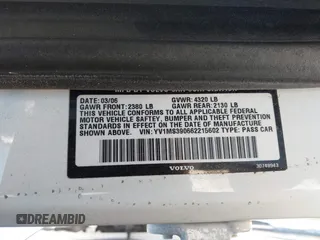 DATE: 03/06 GVWR: 4320 LB
GAWR FRONT: 2380 LB GAWR REAR: 2130 LB
THIS VEHICLE CONFORMS TO ALL APPLICABLE FEDERAL
MOTOR VEHICLE SAFETY, BUMPER AND THEFT
STANDARDS IN EFFECT ON THE DATE OF
MANUFACTURE SHOWN ABOVE.
VIN: YV1MS390662215602 TYPE: PASS CAR
VOLVO
DREAMBID